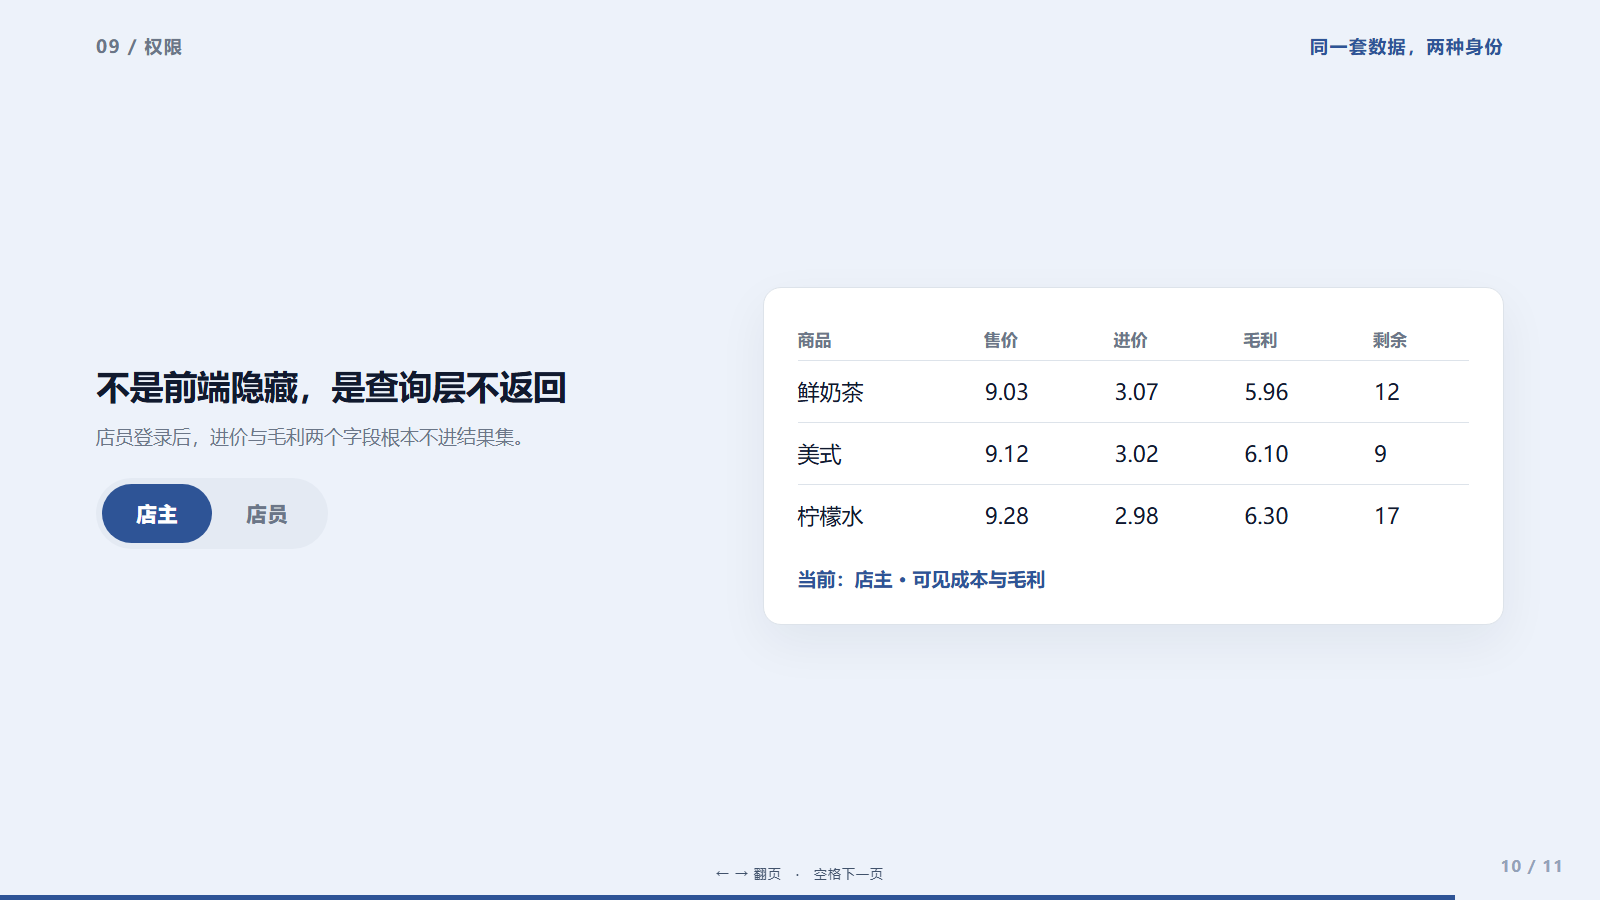 09 / 权限
同一套数据，两种身份
不是前端隐藏，是查询层不返回
店员登录后，进价与毛利两个字段根本不进结果集。
店主 店员
商品 售价 进价 毛利 剩余
鲜奶茶 9.03 3.07 5.96 12
美式 9.12 3.02 6.10 9
柠檬水 9.28 2.98 6.30 17
当前：店主 • 可见成本与毛利
← → 翻页 · 空格下一页
10 / 11